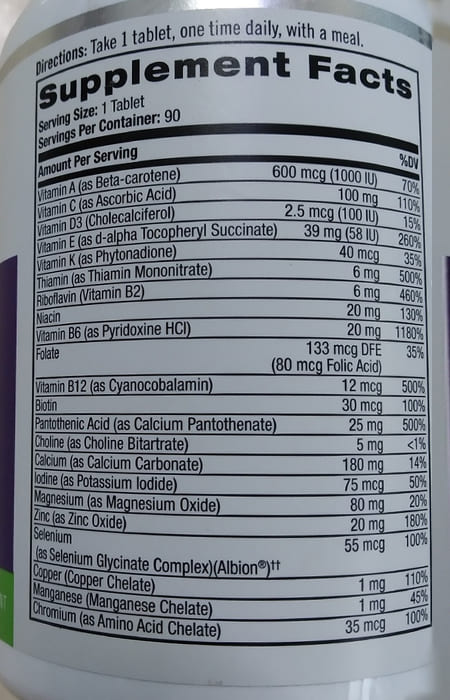 Directions: Take 1 tablet, one time daily, with a meal.
Supplement Facts
Serving Size: 1 Tablet
Servings Per Container: 90
Amount Per Serving %DV
Vitamin A (as Beta-carotene) 600 mcg (1000 IU) 70%
Vitamin C (as Ascorbic Acid) 100 mg 110%
Vitamin D3 (Cholecalciferol) 2.5 mcg (100 IU) 15%
Vitamin E (as d-alpha Tocopheryl Succinate) 39 mg (58 IU) 260%
Vitamin K (as Phytonadione) 40 mcg 35%
Thiamin (as Thiamin Mononitrate) 6 mg 500%
Riboflavin (Vitamin B2) 6 mg 460%
Niacin 20 mg 130%
Vitamin B6 (as Pyridoxine HCl) 20 mg 1180%
Folate 133 mcg DFE 35%
(80 mcg Folic Acid)
Vitamin B12 (as Cyanocobalamin) 12 mcg 500%
Biotin 30 mcg 100%
Pantothenic Acid (as Calcium Pantothenate) 25 mg 500%
Choline (as Choline Bitartrate) 5 mg <1%
Calcium (as Calcium Carbonate) 180 mg 14%
Iodine (as Potassium Iodide) 75 mcg 50%
Magnesium (as Magnesium Oxide) 80 mg 20%
Zinc (as Zinc Oxide) 20 mg 180%
Selenium 55 mcg 100%
(as Selenium Glycinate Complex)(Albion®)††
Copper (Copper Chelate) 1 mg 110%
Manganese (Manganese Chelate) 1 mg 45%
Chromium (as Amino Acid Chelate) 35 mcg 100%